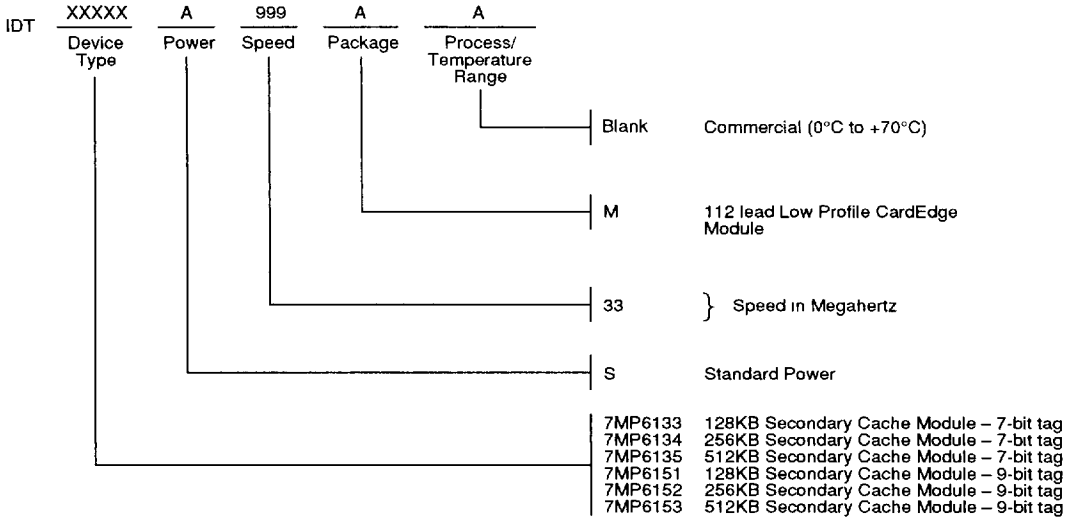 IDT XXXXX A 999 A A
Device Type Power Speed Package Process/ Temperature Range
Blank Commercial (0°C to +70°C)
M 112 lead Low Profile CardEdge
Module
33 } Speed in Megahertz
S Standard Power
7MP6133 128KB Secondary Cache Module – 7-bit tag
7MP6134 256KB Secondary Cache Module – 7-bit tag
7MP6135 512KB Secondary Cache Module – 7-bit tag
7MP6151 128KB Secondary Cache Module – 9-bit tag
7MP6152 256KB Secondary Cache Module – 9-bit tag
7MP6153 512KB Secondary Cache Module – 9-bit tag